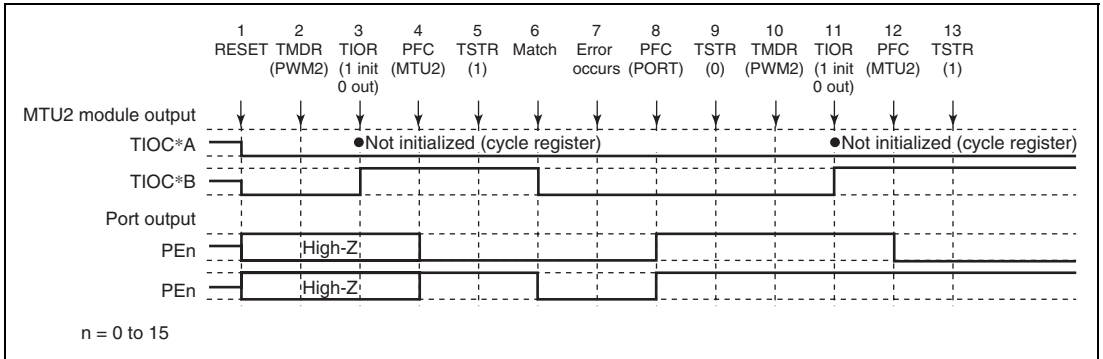 1 2 3 4 5 6 7 8 9 10 11 12 13
RESET TMDR TIOR PFC TSTR Match Error PFC TSTR TMDR TIOR PFC TSTR
(PWM2) (1 init (MTU2) (1) occurs (PORT) (0) (PWM2) (1 init (MTU2) (1)
0 out) 0 out)
MTU2 module output
TIOC*A ●Not initialized (cycle register) ●Not initialized (cycle register)
TIOC*B
Port output
PEn High-Z
PEn High-Z
n = 0 to 15